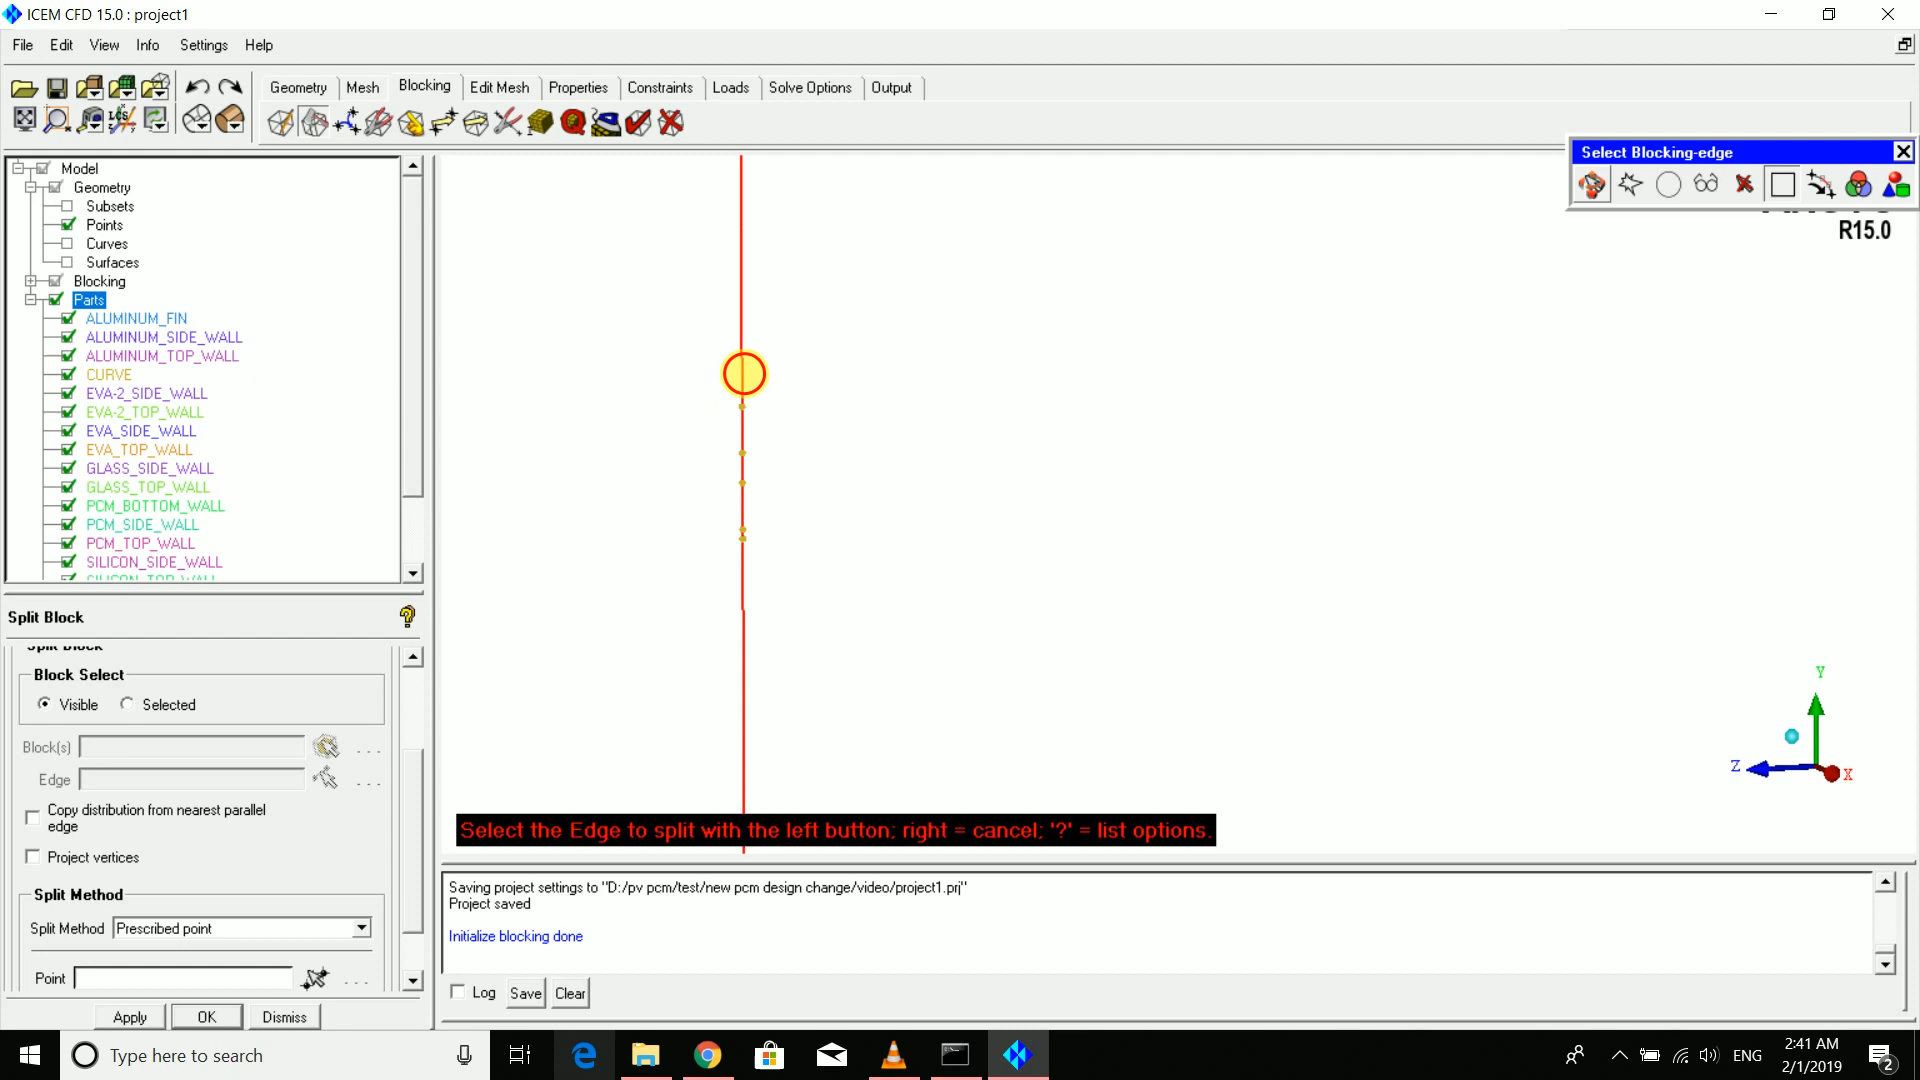 ICEM CFD 15.0 : project1
File Edit View Info Settings Help
Geometry Mesh Blocking Edit Mesh Properties Constraints Loads Solve Options Output
Select Blocking-edge
R15.0
Model
Geometry
Subsets
Points
Curves
Surfaces
Blocking
Parts
ALUMINUM_FIN
ALUMINUM_SIDE_WALL
ALUMINUM_TOP_WALL
CURVE
EVA-2_SIDE_WALL
EVA-2_TOP_WALL
EVA_SIDE_WALL
EVA_TOP_WALL
GLASS_SIDE_WALL
GLASS_TOP_WALL
PCM_BOTTOM_WALL
PCM_SIDE_WALL
PCM_TOP_WALL
SILICON_SIDE_WALL
SILICON_TOP_WALL
Split Block
Split Block
Block Select
Visible Selected
Block(s) ...
Edge ...
Copy distribution from nearest parallel
edge
Project vertices
Split Method
Split Method Prescribed point
Point ...
Apply OK Dismiss
Y
Z
X
Select the Edge to split with the left button; right = cancel; '?' = list options.
Saving project settings to "D:/pv pcm/test/new pcm design change/video/project1.prj"
Project saved
Initialize blocking done
Log Save Clear
Type here to search
ENG
2:41 AM
2/1/2019
2